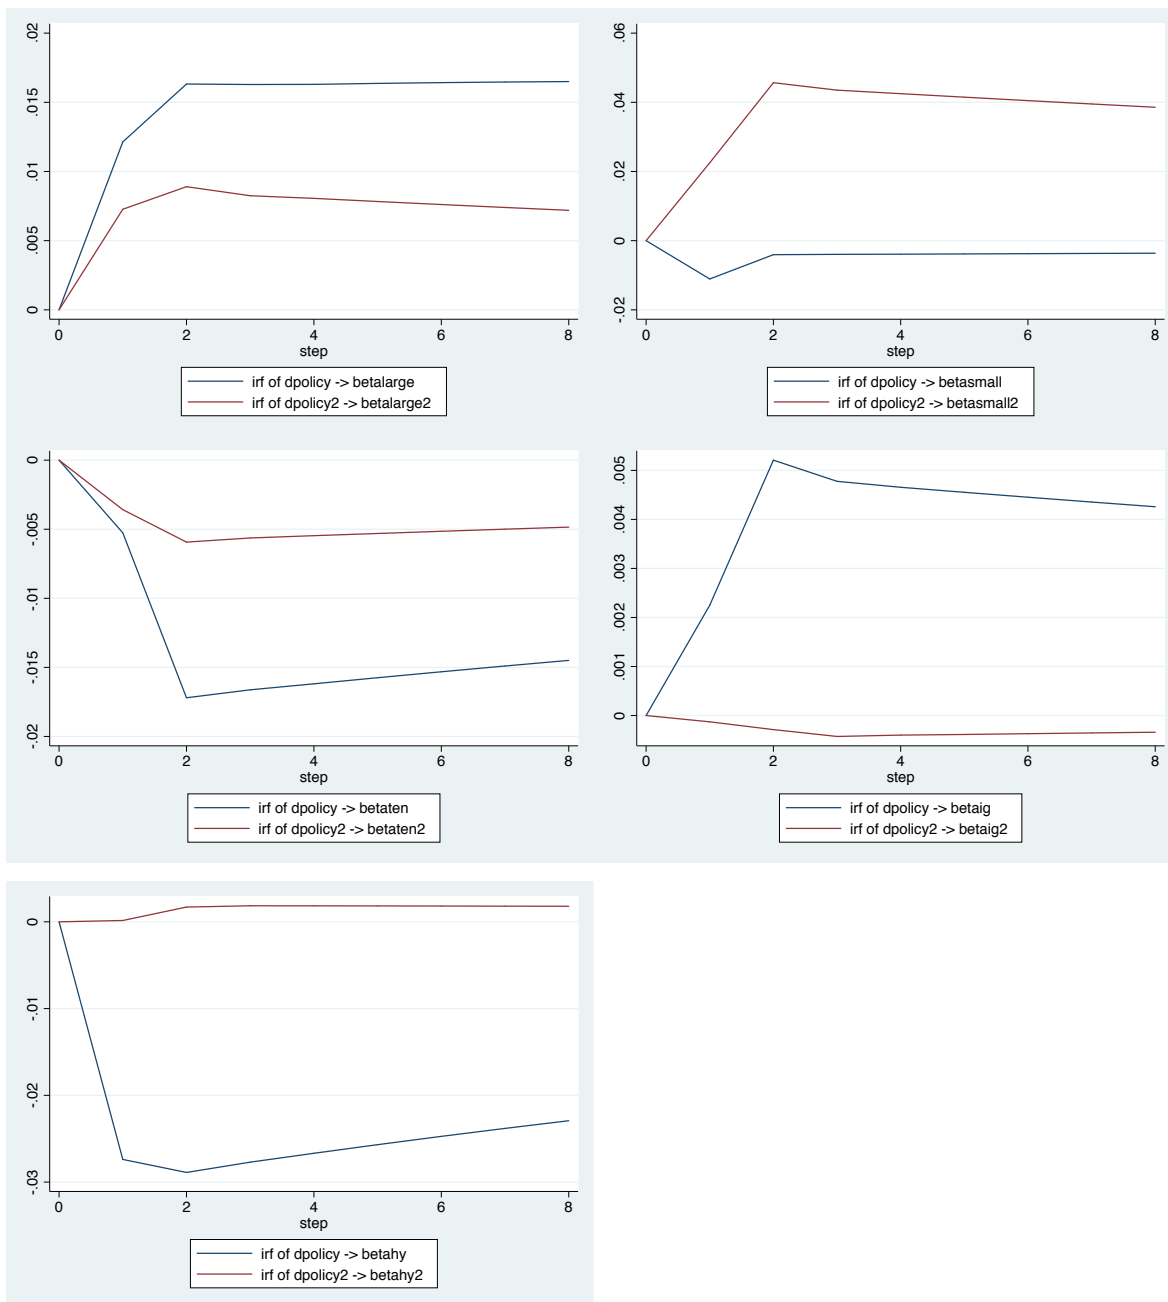 .02
.015
.01
.005
0
0 2 4 6 8
step
irf of dpolicy -> betalarge
irf of dpolicy2 -> betalarge2
.06
.04
.02
0
-.02
0 2 4 6 8
step
irf of dpolicy -> betasmall
irf of dpolicy2 -> betasmall2
0
-.005
-.01
-.015
-.02
0 2 4 6 8
step
irf of dpolicy -> betaten
irf of dpolicy2 -> betaten2
.005
.004
.003
.002
.001
0
0 2 4 6 8
step
irf of dpolicy -> betaig
irf of dpolicy2 -> betaig2
0
-.01
-.02
-.03
0 2 4 6 8
step
irf of dpolicy -> betahy
irf of dpolicy2 -> betahy2